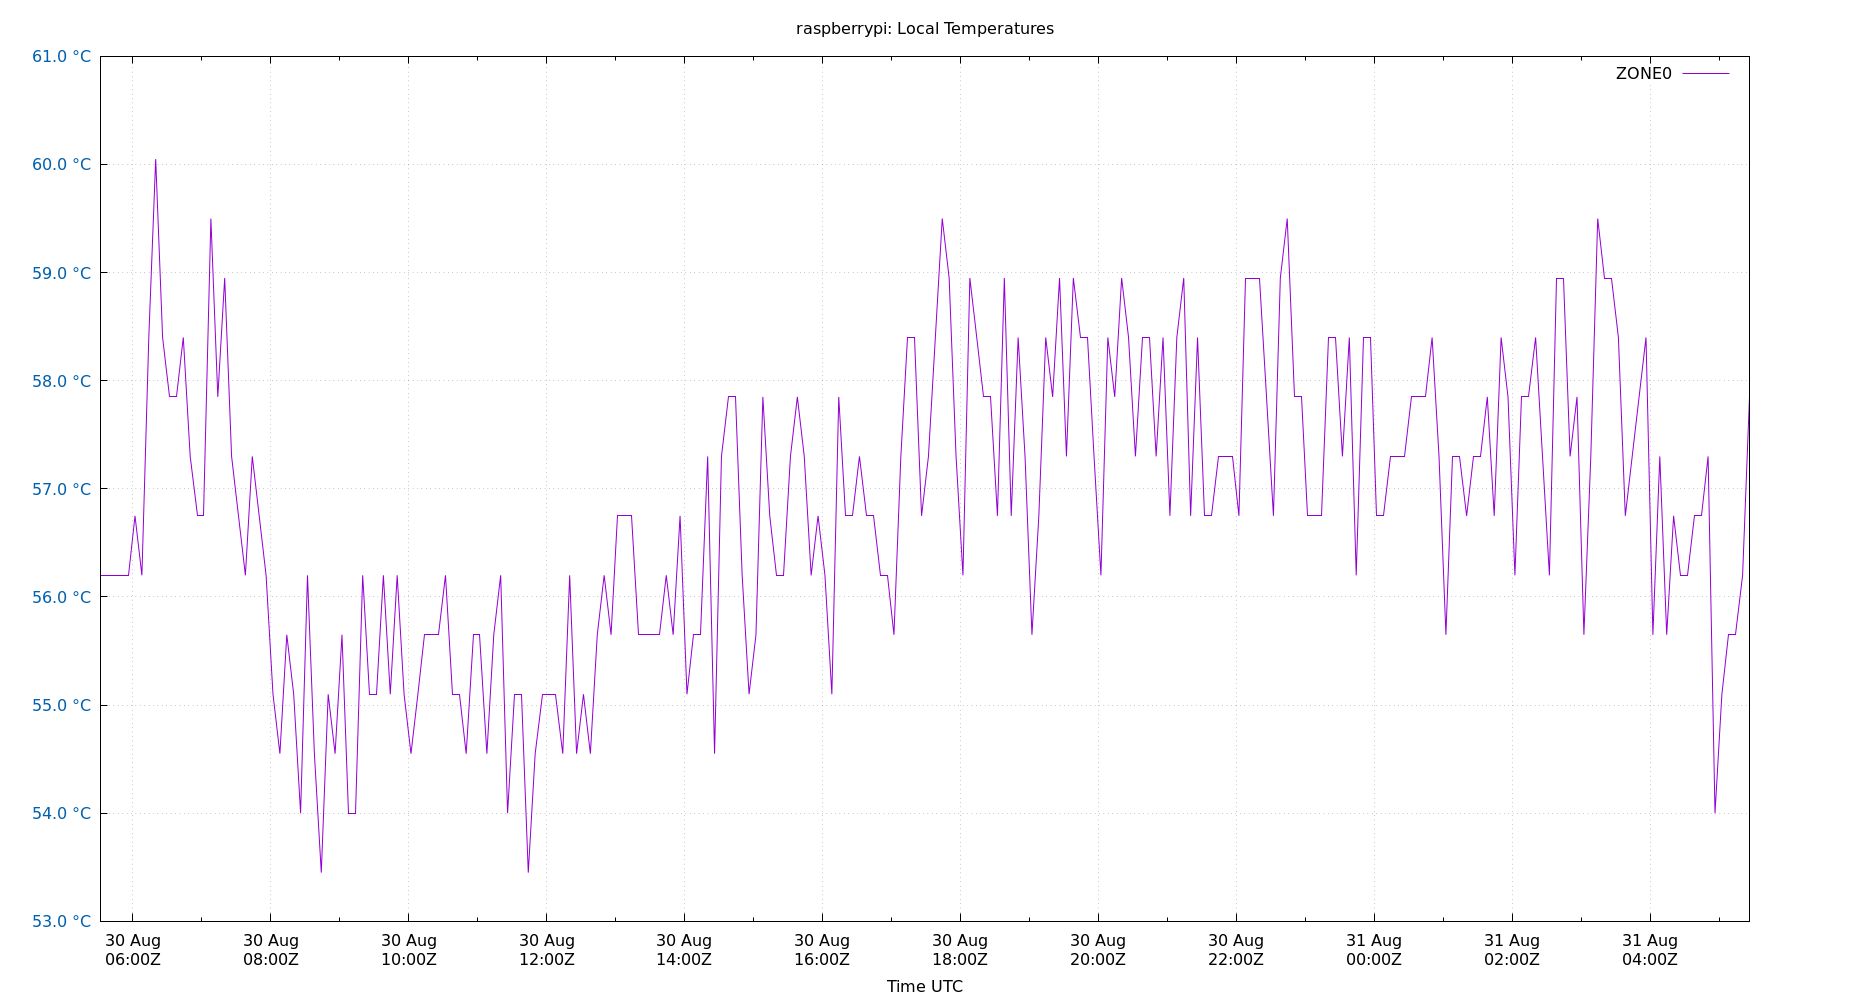 raspberrypi: Local Temperatures
61.0 °C
ZONE0
60.0 °C
59.0 °C
58.0 °C
57.0 °C
56.0 °C
55.0 °C
54.0 °C
53.0 °C
30 Aug 30 Aug 30 Aug 30 Aug 30 Aug 30 Aug 30 Aug 30 Aug 30 Aug 31 Aug 31 Aug 31 Aug
06:00Z 08:00Z 10:00Z 12:00Z 14:00Z 16:00Z 18:00Z 20:00Z 22:00Z 00:00Z 02:00Z 04:00Z
Time UTC